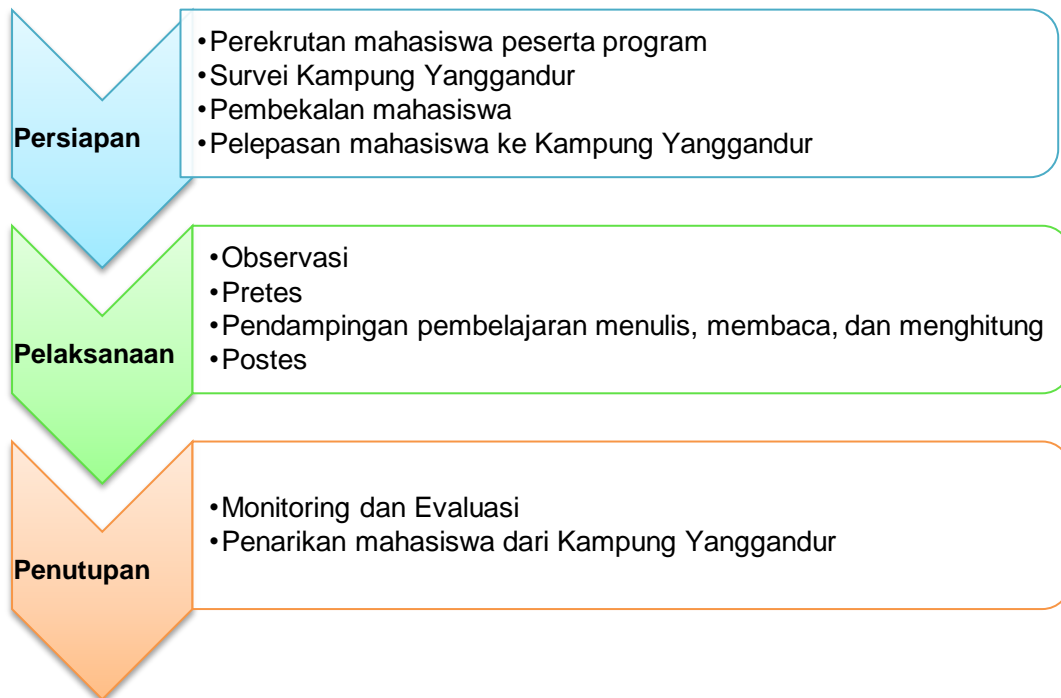 Persiapan
•Perekrutan mahasiswa peserta program
•Survei Kampung Yanggandur
•Pembekalan mahasiswa
•Pelepasan mahasiswa ke Kampung Yanggandur
Pelaksanaan
•Observasi
•Pretes
•Pendampingan pembelajaran menulis, membaca, dan menghitung
•Postes
Penutupan
•Monitoring dan Evaluasi
•Penarikan mahasiswa dari Kampung Yanggandur